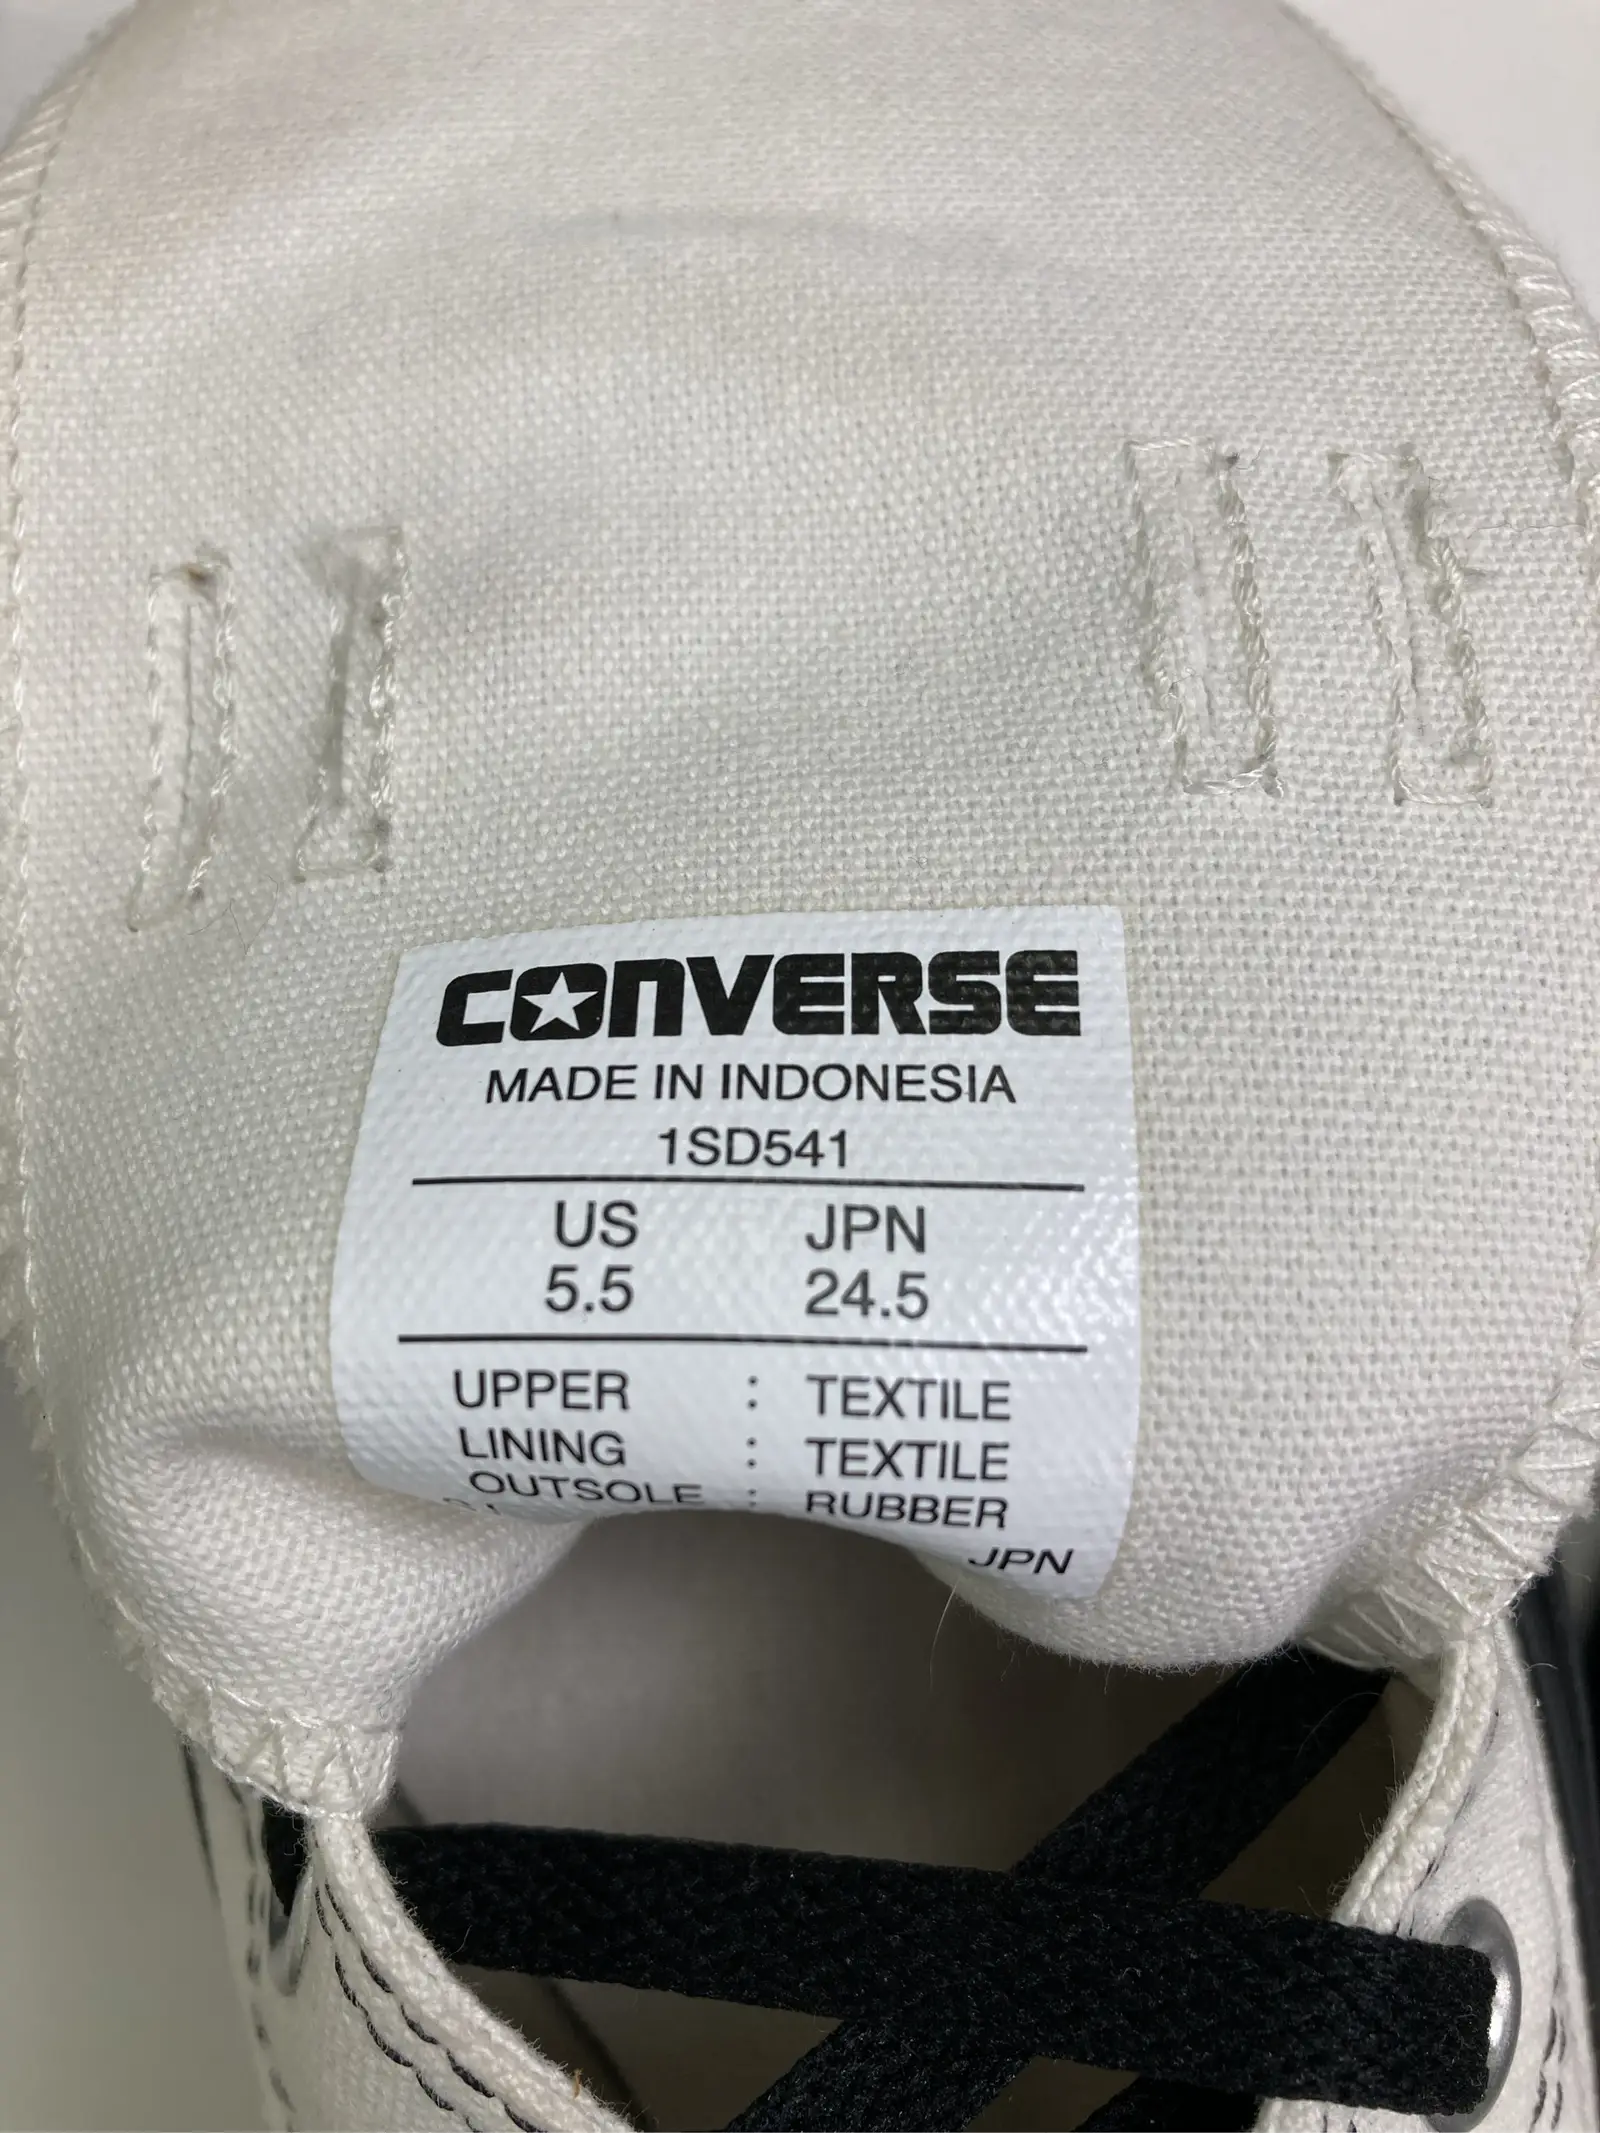 CONVERSE
MADE IN INDONESIA
1SD541
US JPN
5.5 24.5
UPPER : TEXTILE
LINING : TEXTILE
OUTSOLE : RUBBER
JPN